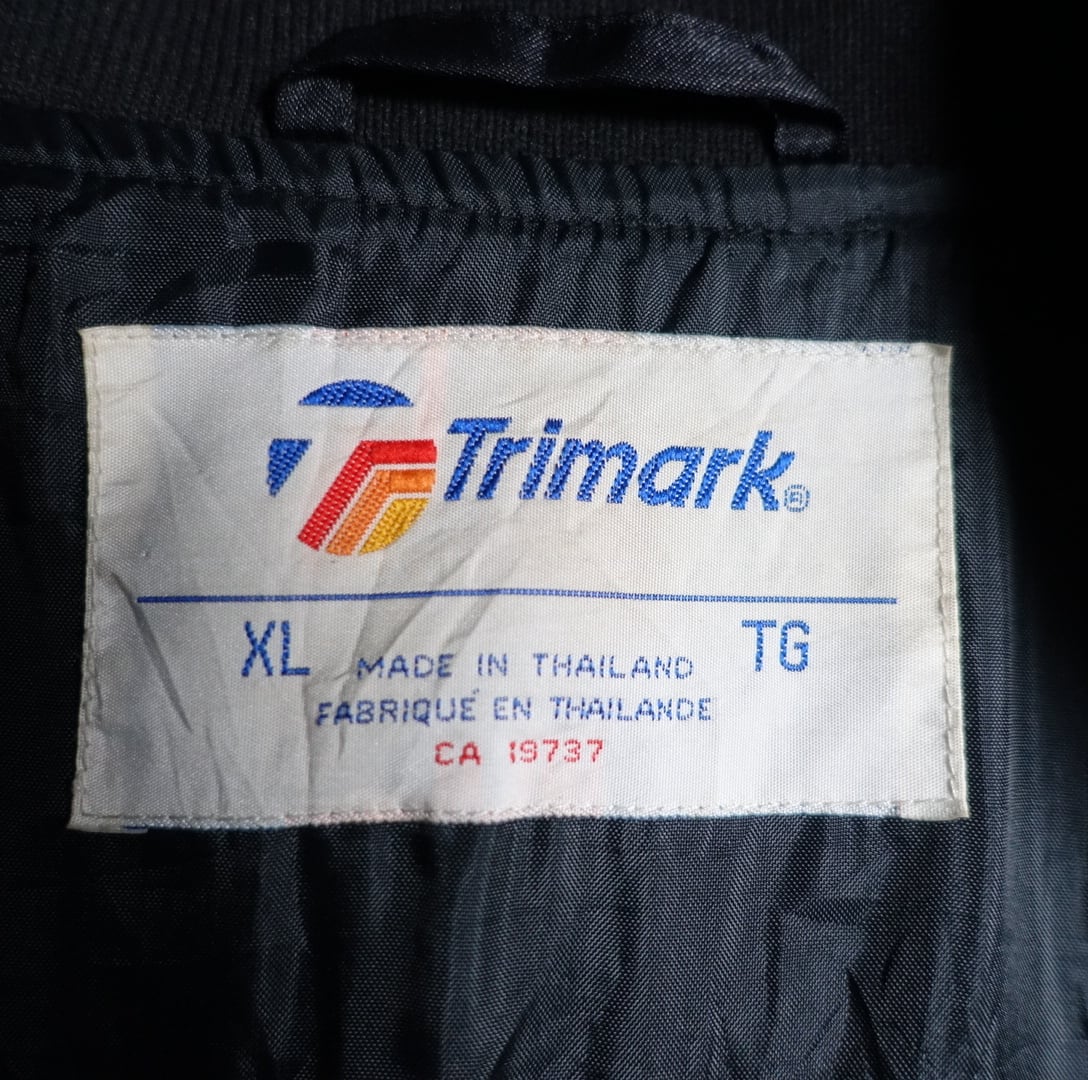 Trimark®
XL TG
MADE IN THAILAND
FABRIQUÉ EN THAILANDE
CA 19737